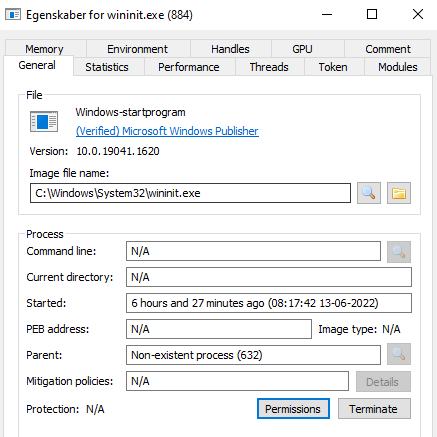 Egenskaber for wininit.exe (884)
Memory Environment Handles GPU Comment
General Statistics Performance Threads Token Modules
File
Windows-startprogram
(Verified) Microsoft Windows Publisher
Version: 10.0.19041.1620
Image file name:
C:\Windows\System32\wininit.exe
Process
Command line: N/A
Current directory: N/A
Started: 6 hours and 27 minutes ago (08:17:42 13-06-2022)
PEB address: N/A Image type: N/A
Parent: Non-existent process (632)
Mitigation policies: N/A Details
Protection: N/A Permissions Terminate